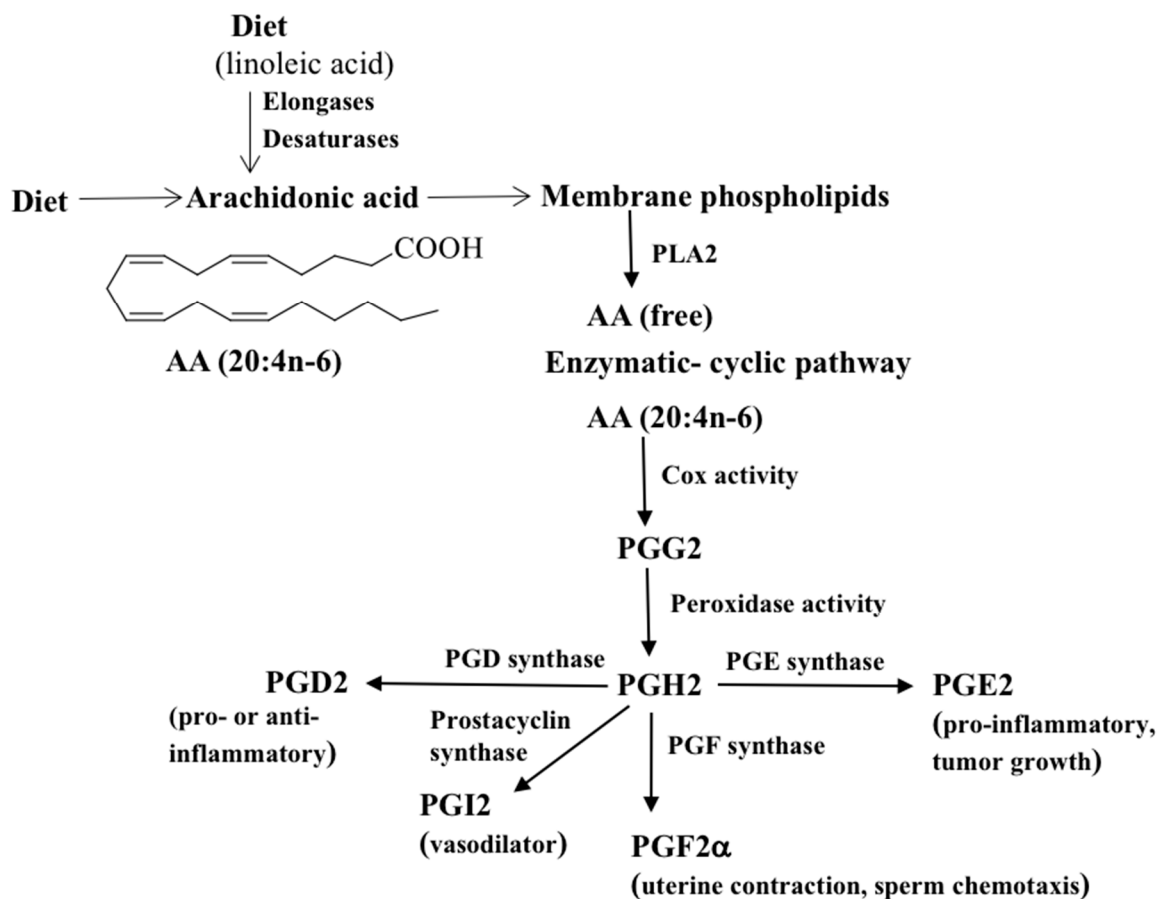 Diet
(linoleic acid)
Elongases
Desaturases
Diet
Arachidonic acid
Membrane phospholipids
COOH
PLA2
AA (free)
AA (20:4n-6)
Enzymatic- cyclic pathway
AA (20:4n-6)
Cox activity
PGG2
Peroxidase activity
PGD synthase
PGE synthase
PGD2
PGH2
PGE2
(pro- or anti-
inflammatory)
Prostacyclin
synthase
PGF synthase
(pro-inflammatory,
tumor growth)
PGI2
(vasodilator)
PGF2α
(uterine contraction, sperm chemotaxis)